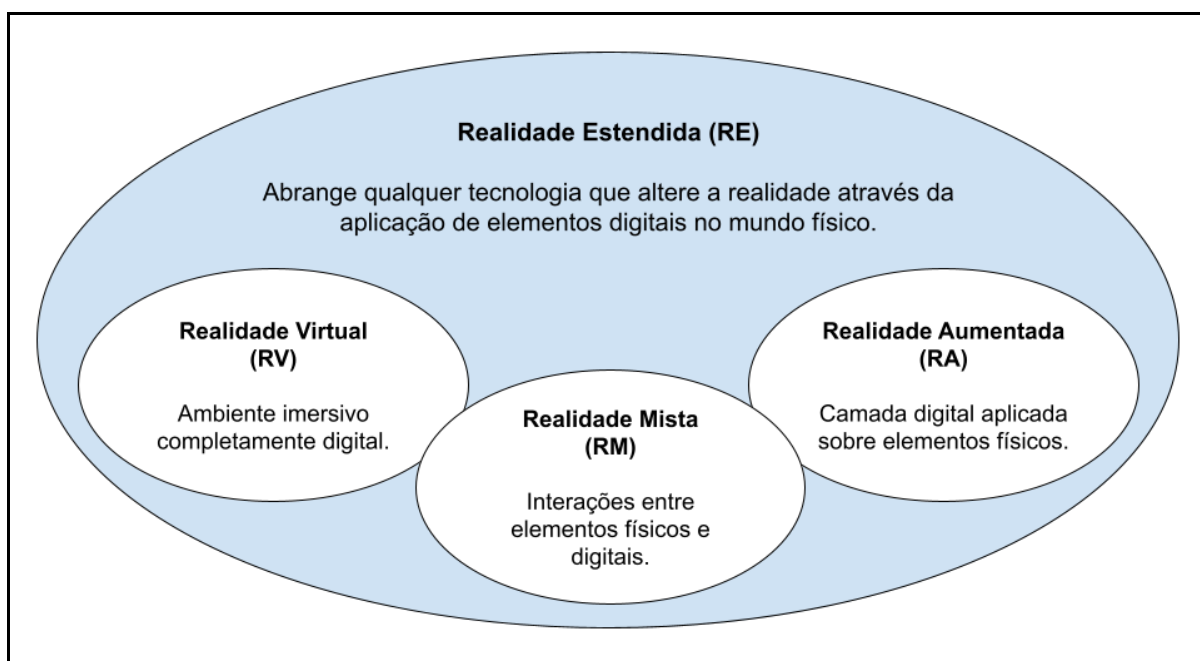 Realidade Estendida (RE)
Abrange qualquer tecnologia que altere a realidade através da
aplicação de elementos digitais no mundo físico.
Realidade Virtual
(RV)
Ambiente imersivo
completamente digital.
Realidade Mista
(RM)
Interações entre
elementos físicos e
digitais.
Realidade Aumentada
(RA)
Camada digital aplicada
sobre elementos físicos.